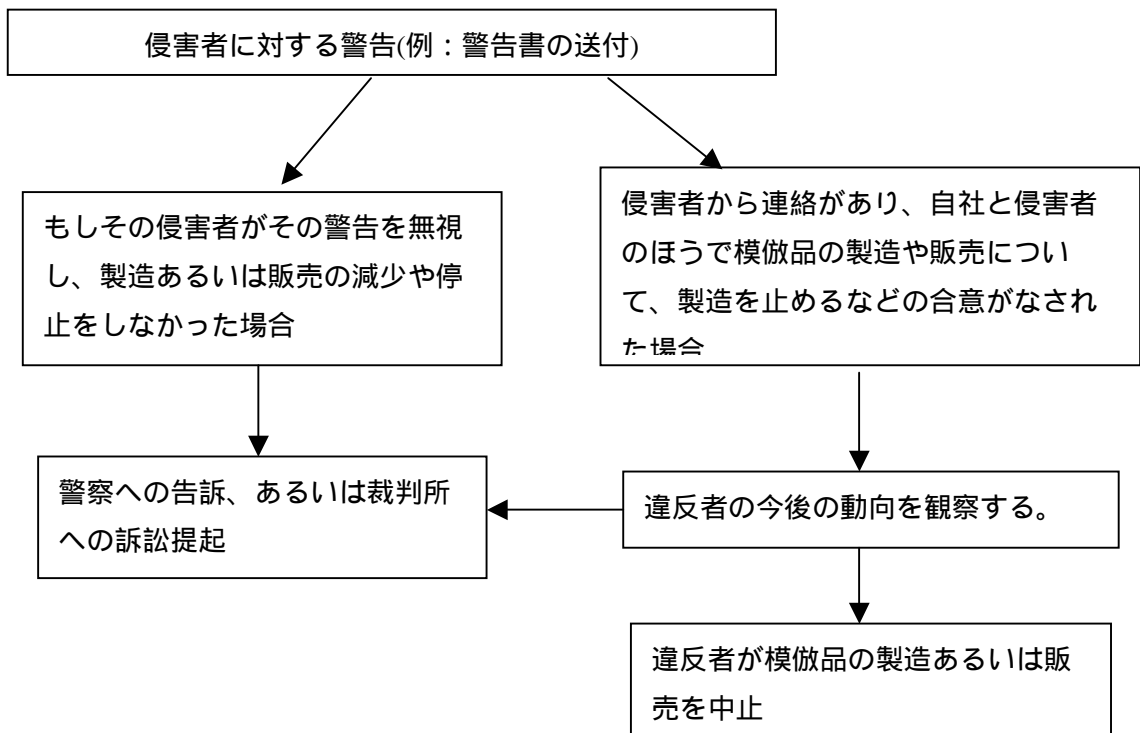 侵害者に対する警告(例：警告書の送付)
もしその侵害者がその警告を無視
し、製造あるいは販売の減少や停
止をしなかった場合
侵害者から連絡があり、自社と侵害者
のほうで模倣品の製造や販売につい
て、製造を止めるなどの合意がなされ
た場合
警察への告訴、あるいは裁判所
への訴訟提起
違反者の今後の動向を観察する。
違反者が模倣品の製造あるいは販
売を中止